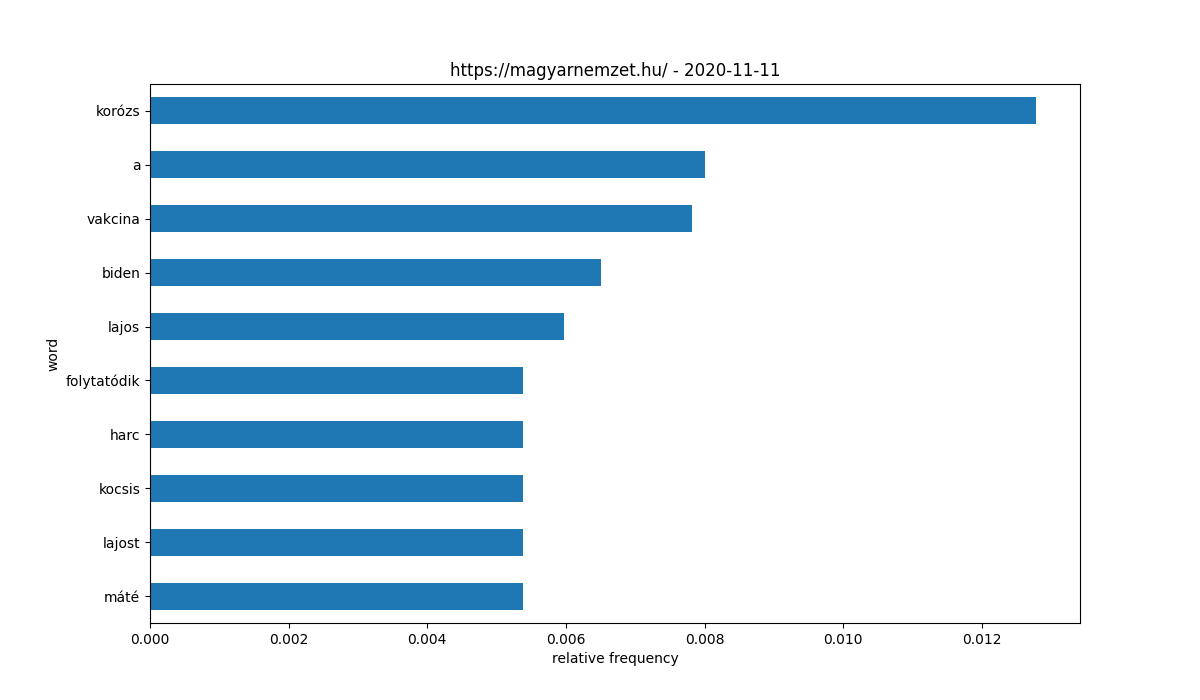 https://magyarnemzet.hu/ - 2020-11-11
korózs
a
vakcina
biden
lajos
folytatódik
harc
kocsis
lajost
máté
word
0.000 0.002 0.004 0.006 0.008 0.010 0.012
relative frequency